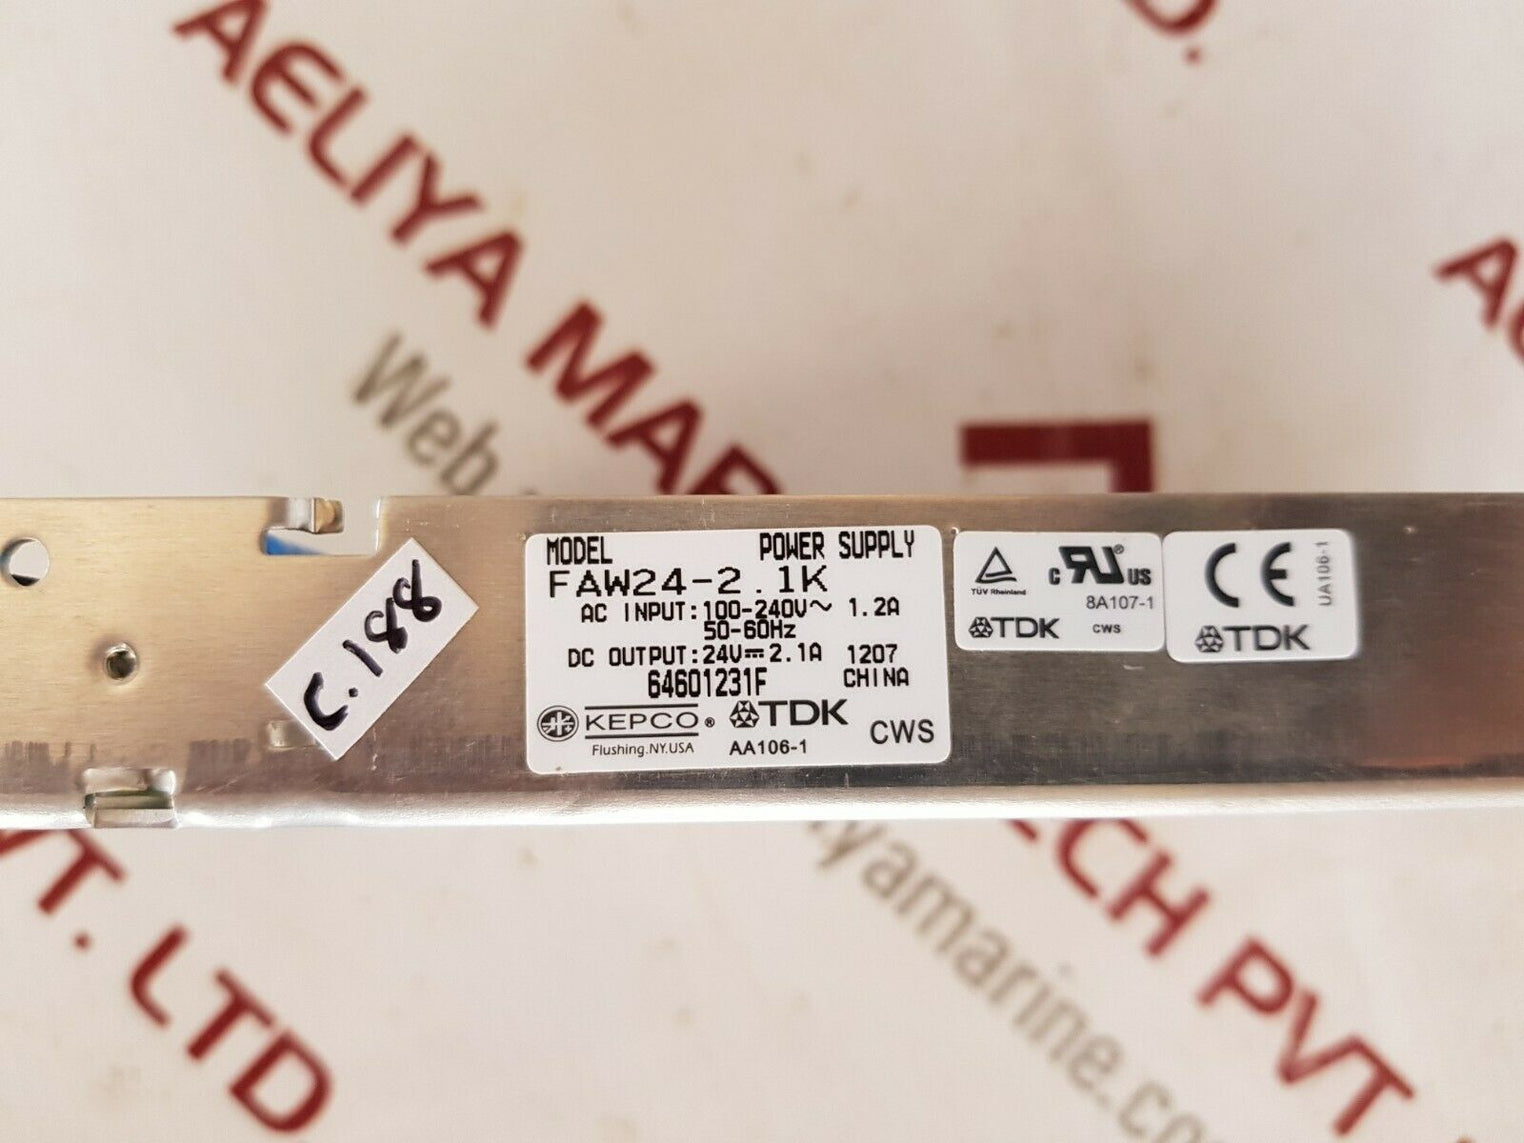 AELIYA MAR
Web.
D.
C.188
MODEL POWER SUPPLY
FAW24-2.1K
AC INPUT:100-240V~ 1.2A
50-60Hz
DC OUTPUT:24V⎓2.1A 1207
64601231F CHINA
KEPCO® TDK CWS
Flushing.NY.USA AA106-1
TÜV Rheinland
c RU® US
8A107-1
TDK CWS
CE
UA106-1
TDK
VT. LTD
ECH PVT
yamarine.co